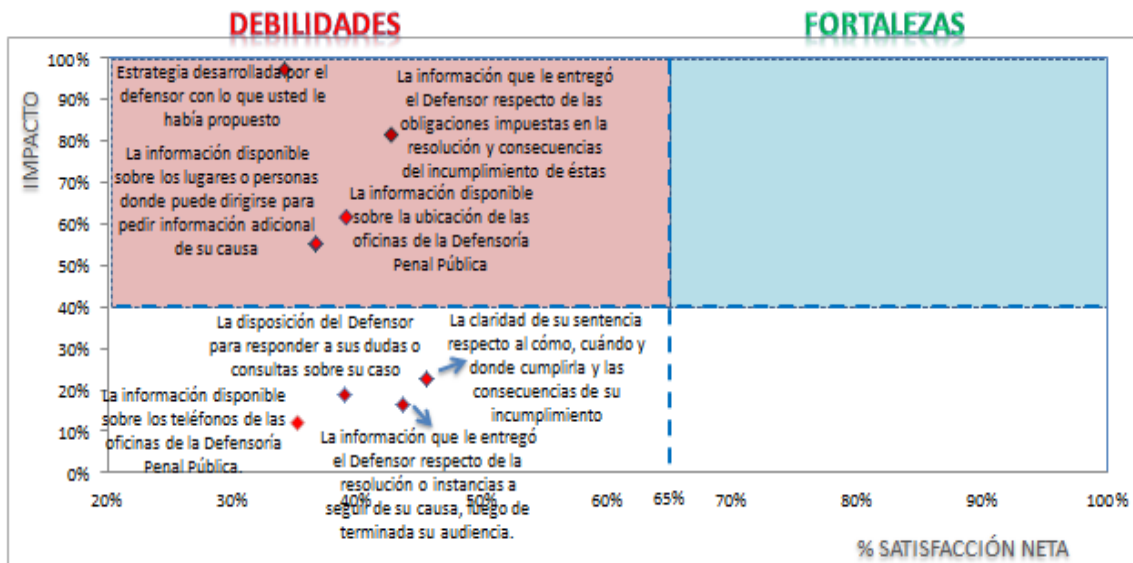 DEBILIDADES
FORTALEZAS
IMPACTO
100%
90%
80%
70%
60%
50%
40%
30%
20%
10%
0%
Estrategia desarrollada por el
defensor con lo que usted le
había propuesto
La información que le entregó
el Defensor respecto de las
obligaciones impuestas en la
resolución y consecuencias
del incumplimiento de éstas
La información disponible
sobre los lugares o personas
donde puede dirigirse para
pedir información adicional
de su causa
La información disponible
sobre la ubicación de las
oficinas de la Defensoría
Penal Pública
La disposición del Defensor
para responder a sus dudas o
consultas sobre su caso
La claridad de su sentencia
respecto al cómo, cuándo y
donde cumplirla y las
consecuencias de su
incumplimiento
La información disponible
sobre los teléfonos de las
oficinas de la Defensoría
Penal Pública.
La información que le entregó
el Defensor respecto de la
resolución o instancias a
seguir de su causa, luego de
terminada su audiencia.
20%
30%
40%
50%
60%
65%
70%
80%
90%
100%
% SATISFACCIÓN NETA